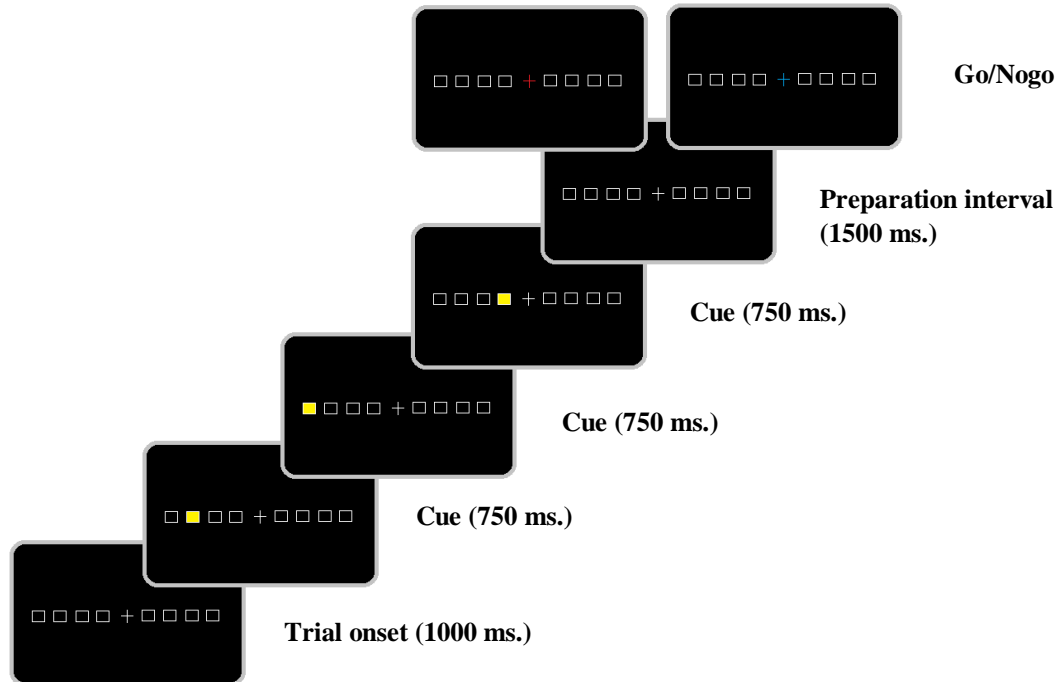 Go/Nogo
Preparation interval
(1500 ms.)
Cue (750 ms.)
Cue (750 ms.)
Cue (750 ms.)
Trial onset (1000 ms.)